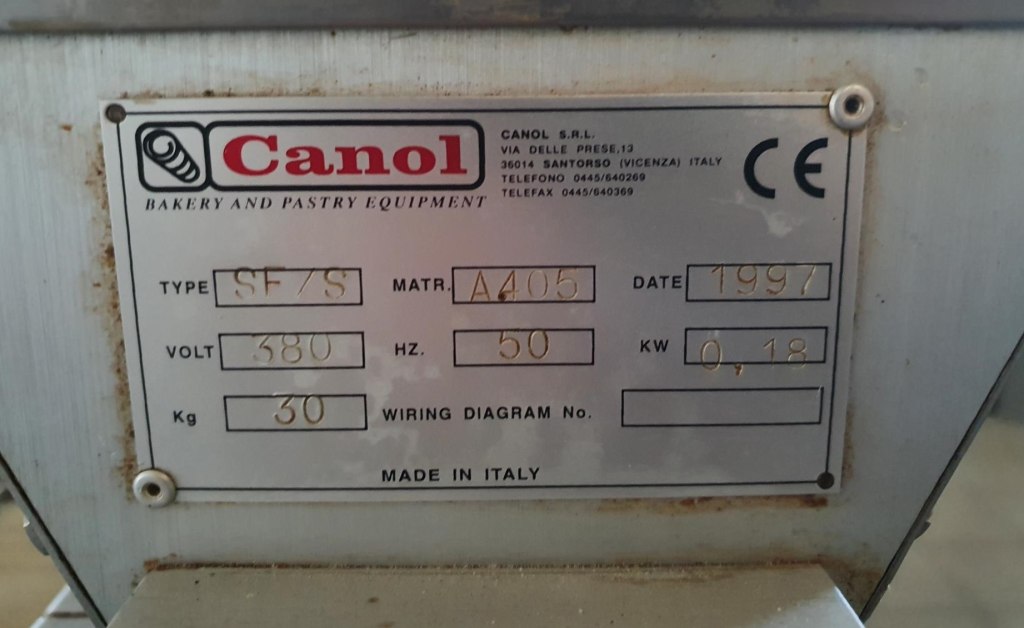 Canol
BAKERY AND PASTRY EQUIPMENT
CANOL S.R.L.
VIA DELLE PRESE,13
36014 SANTORSO (VICENZA) ITALY
TELEFONO 0445/640269
TELEFAX 0445/640369
CE
TYPE SF/S MATR. A.405 DATE 1997
VOLT 380 HZ. 50 KW 0,18
Kg 30 WIRING DIAGRAM No.
MADE IN ITALY